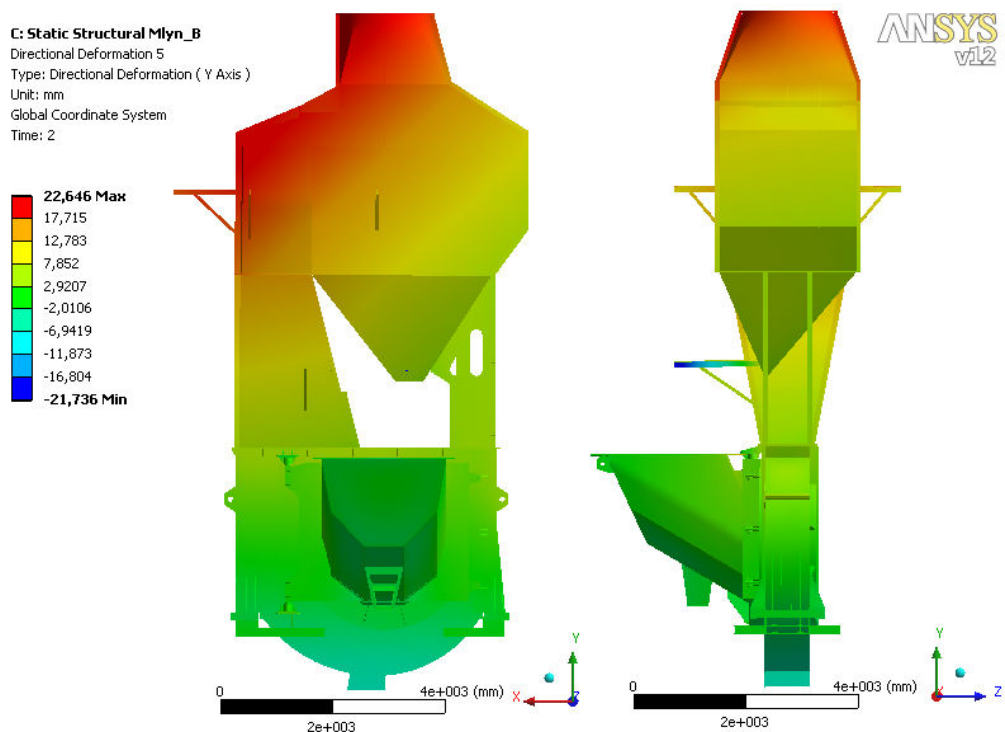 C: Static Structural Mlyn_B
Directional Deformation 5
Type: Directional Deformation ( Y Axis )
Unit: mm
Global Coordinate System
Time: 2
22,646 Max
17,715
12,783
7,852
2,9207
-2,0106
-6,9419
-11,873
-16,804
-21,736 Min
ANSYS
v12
0
4e+003 (mm)
2e+003
Y
X
Z
0
4e+003 (mm)
2e+003
Y
X
Z